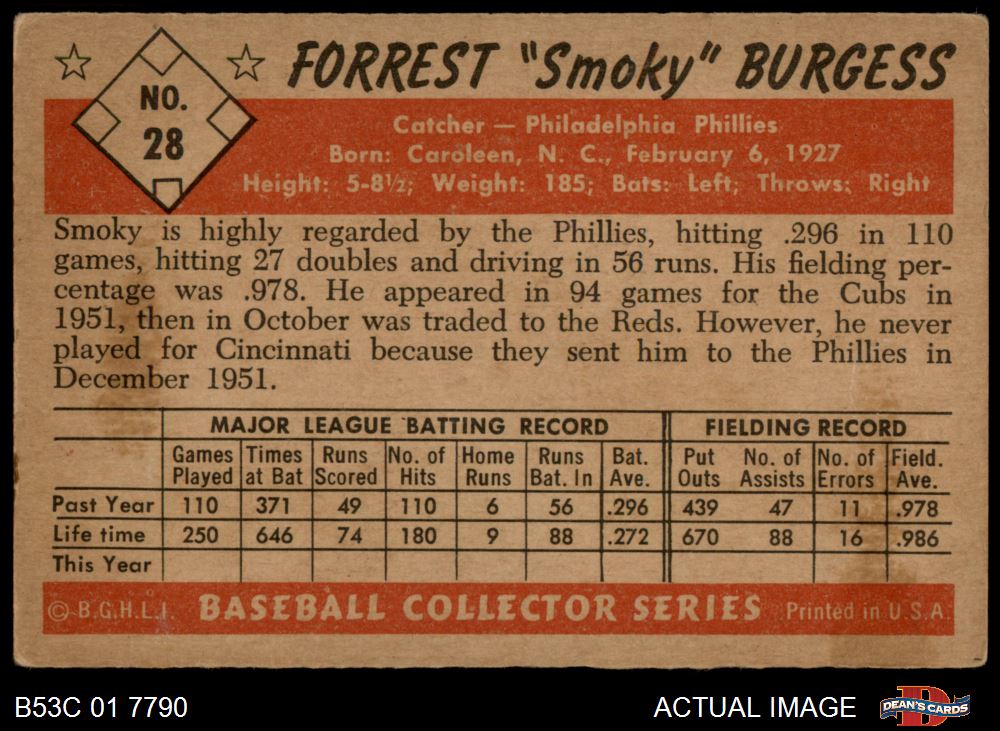 NO.
28
FORREST "Smoky" BURGESS
Catcher — Philadelphia Phillies
Born: Caroleen, N. C., February 6, 1927
Height: 5-8½; Weight: 185; Bats: Left; Throws: Right
Smoky is highly regarded by the Phillies, hitting .296 in 110
games, hitting 27 doubles and driving in 56 runs. His fielding per-
centage was .978. He appeared in 94 games for the Cubs in
1951, then in October was traded to the Reds. However, he never
played for Cincinnati because they sent him to the Phillies in
December 1951.
MAJOR LEAGUE BATTING RECORD FIELDING RECORD
Games Times Runs No. of Home Runs Bat. Put No. of No. of Field.
Played at Bat Scored Hits Runs Bat. In Ave. Outs Assists Errors Ave.
Past Year 110 371 49 110 6 56 .296 439 47 11 .978
Life time 250 646 74 180 9 88 .272 670 88 16 .986
This Year
© B.G.H.L.I. BASEBALL COLLECTOR SERIES Printed in U.S.A
B53C 01 7790 ACTUAL IMAGE D DEAN'S CARDS